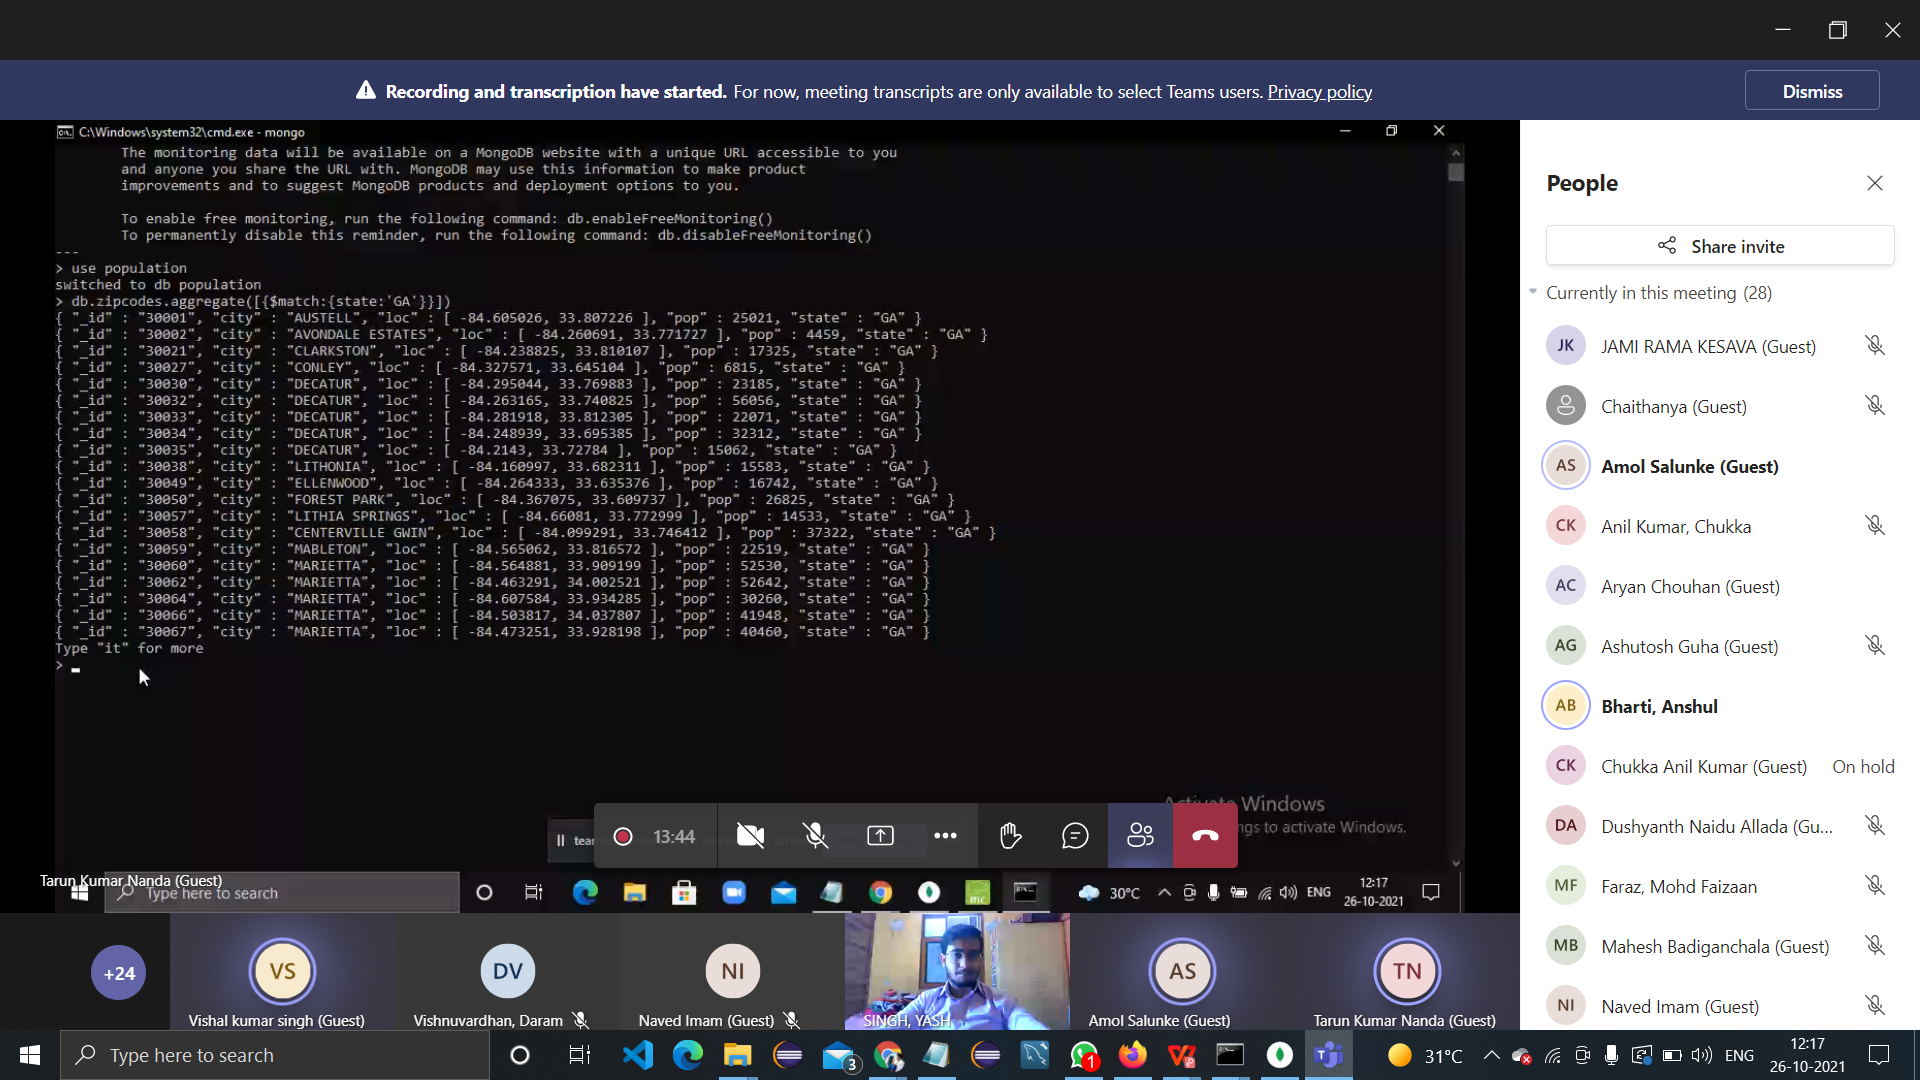 Recording and transcription have started. For now, meeting transcripts are only available to select Teams users. Privacy policy
Dismiss
C:\Windows\system32\cmd.exe - mongo
The monitoring data will be available on a MongoDB website with a unique URL accessible to you
and anyone you share the URL with. MongoDB may use this information to make product
improvements and to suggest MongoDB products and deployment options to you.
To enable free monitoring, run the following command: db.enableFreeMonitoring()
To permanently disable this reminder, run the following command: db.disableFreeMonitoring()
---
> use population
switched to db population
> db.zipcodes.aggregate([{$match:{state:'GA'}}])
{ "_id" : "30001", "city" : "AUSTELL", "loc" : [ -84.605026, 33.807226 ], "pop" : 25021, "state" : "GA" }
{ "_id" : "30002", "city" : "AVONDALE ESTATES", "loc" : [ -84.260691, 33.771727 ], "pop" : 4459, "state" : "GA" }
{ "_id" : "30021", "city" : "CLARKSTON", "loc" : [ -84.238825, 33.810107 ], "pop" : 17325, "state" : "GA" }
{ "_id" : "30027", "city" : "CONLEY", "loc" : [ -84.327571, 33.645104 ], "pop" : 6815, "state" : "GA" }
{ "_id" : "30030", "city" : "DECATUR", "loc" : [ -84.295044, 33.769883 ], "pop" : 23185, "state" : "GA" }
{ "_id" : "30032", "city" : "DECATUR", "loc" : [ -84.263165, 33.740825 ], "pop" : 56056, "state" : "GA" }
{ "_id" : "30033", "city" : "DECATUR", "loc" : [ -84.281918, 33.812305 ], "pop" : 22071, "state" : "GA" }
{ "_id" : "30034", "city" : "DECATUR", "loc" : [ -84.248939, 33.695385 ], "pop" : 32312, "state" : "GA" }
{ "_id" : "30035", "city" : "DECATUR", "loc" : [ -84.2143, 33.72784 ], "pop" : 15062, "state" : "GA" }
{ "_id" : "30038", "city" : "LITHONIA", "loc" : [ -84.160997, 33.682311 ], "pop" : 15583, "state" : "GA" }
{ "_id" : "30049", "city" : "ELLENWOOD", "loc" : [ -84.264333, 33.635376 ], "pop" : 16742, "state" : "GA" }
{ "_id" : "30050", "city" : "FOREST PARK", "loc" : [ -84.367075, 33.609737 ], "pop" : 26825, "state" : "GA" }
{ "_id" : "30057", "city" : "LITHIA SPRINGS", "loc" : [ -84.66081, 33.772999 ], "pop" : 14533, "state" : "GA" }
{ "_id" : "30058", "city" : "CENTERVILLE GWIN", "loc" : [ -84.099291, 33.746412 ], "pop" : 37322, "state" : "GA" }
{ "_id" : "30059", "city" : "MABLETON", "loc" : [ -84.565062, 33.816572 ], "pop" : 22519, "state" : "GA" }
{ "_id" : "30060", "city" : "MARIETTA", "loc" : [ -84.564881, 33.909199 ], "pop" : 52530, "state" : "GA" }
{ "_id" : "30062", "city" : "MARIETTA", "loc" : [ -84.463291, 34.002521 ], "pop" : 52642, "state" : "GA" }
{ "_id" : "30064", "city" : "MARIETTA", "loc" : [ -84.607584, 33.934285 ], "pop" : 30260, "state" : "GA" }
{ "_id" : "30066", "city" : "MARIETTA", "loc" : [ -84.503817, 34.037807 ], "pop" : 41948, "state" : "GA" }
{ "_id" : "30067", "city" : "MARIETTA", "loc" : [ -84.473251, 33.928198 ], "pop" : 40460, "state" : "GA" }
Type "it" for more
>
Activate Windows
ngs to activate Windows.
tear
13:44
Tarun Kumar Nanda (Guest)
Type here to search
30°C
ENG
12:17
26-10-2021
People
Share invite
Currently in this meeting (28)
JK JAMI RAMA KESAVA (Guest)
Chaithanya (Guest)
AS Amol Salunke (Guest)
CK Anil Kumar, Chukka
AC Aryan Chouhan (Guest)
AG Ashutosh Guha (Guest)
AB Bharti, Anshul
CK Chukka Anil Kumar (Guest) On hold
DA Dushyanth Naidu Allada (Gu...
MF Faraz, Mohd Faizaan
MB Mahesh Badiganchala (Guest)
NI Naved Imam (Guest)
+24
VS
Vishal kumar singh (Guest)
DV
Vishnuvardhan, Daram
NI
Naved Imam (Guest)
SINGH, YASH
AS
Amol Salunke (Guest)
TN
Tarun Kumar Nanda (Guest)
Type here to search
3
1
31°C
ENG
12:17
26-10-2021